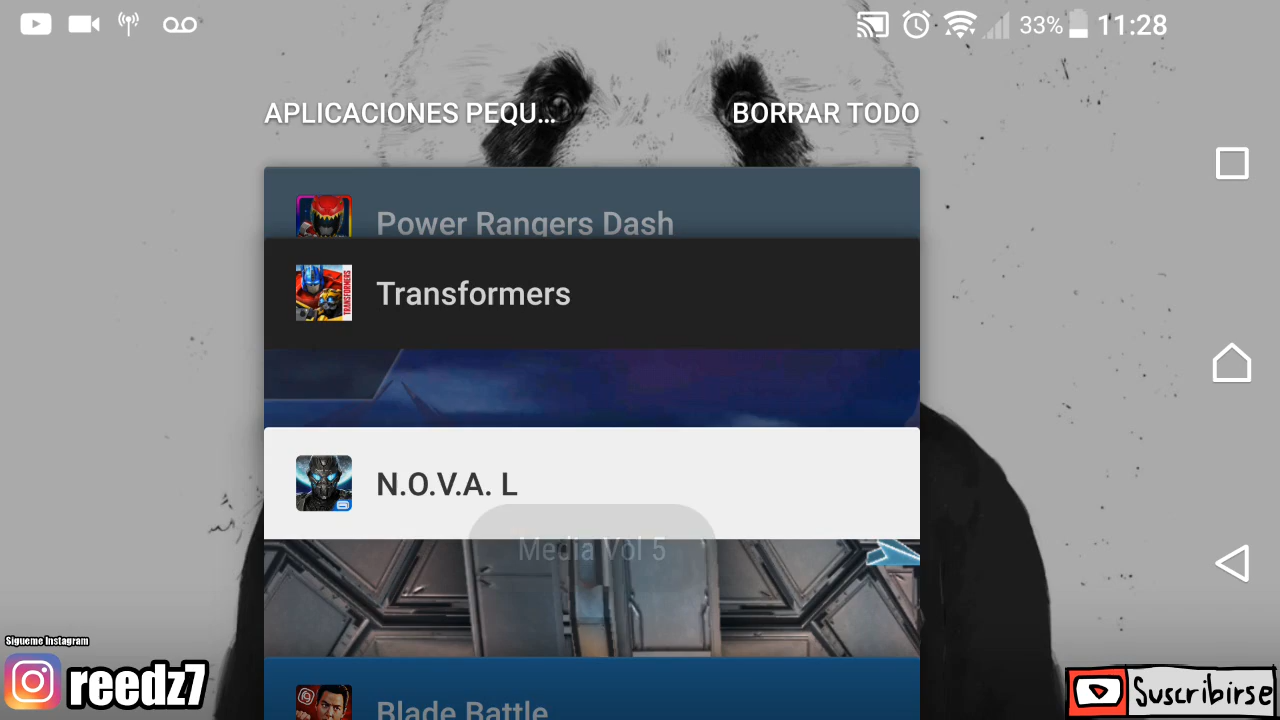 33% 11:28
APLICACIONES PEQU... BORRAR TODO
Power Rangers Dash
TRANSFORMERS
Transformers
N.O.V.A. L
Media Vol 5
Blade Battle
Sigueme Instagram
reedz7
Suscribirse